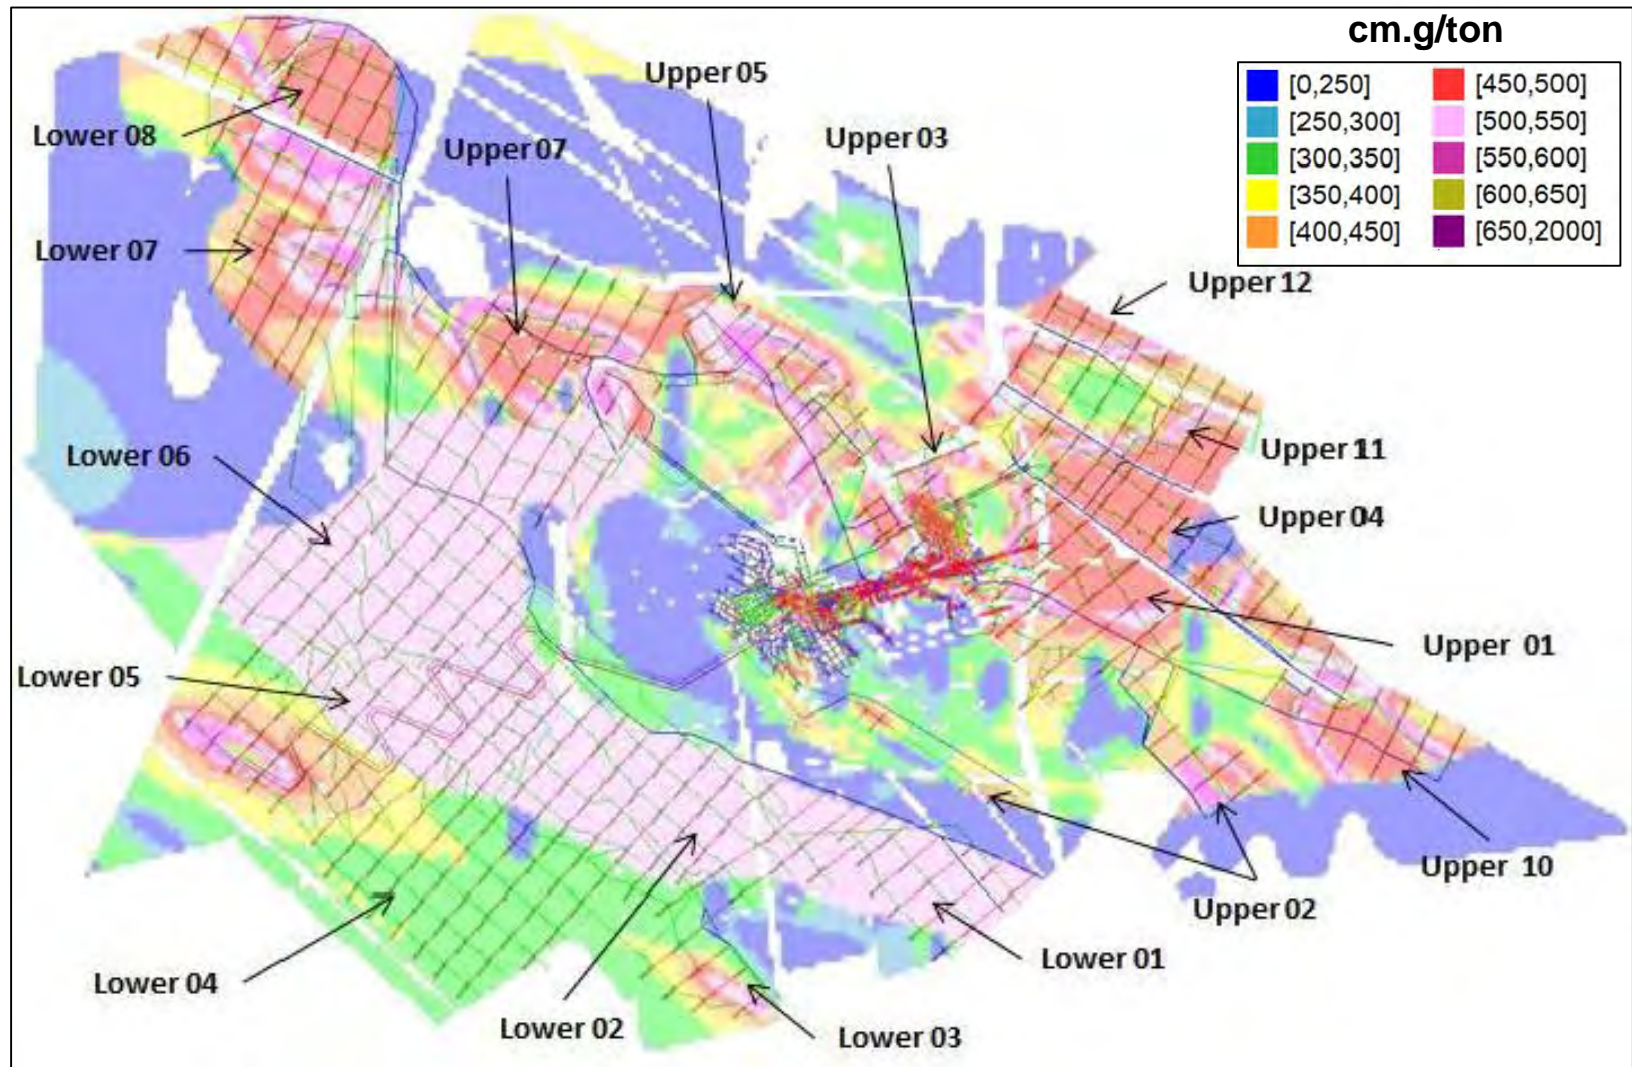 cm.g/ton
[0,250] [450,500]
[250,300] [500,550]
[300,350] [550,600]
[350,400] [600,650]
[400,450] [650,2000]
Upper 05
Lower 08
Upper 07
Upper 03
Lower 07
Upper 12
Upper 11
Lower 06
Upper 04
Upper 01
Lower 05
Upper 10
Upper 02
Lower 01
Lower 04
Lower 02
Lower 03